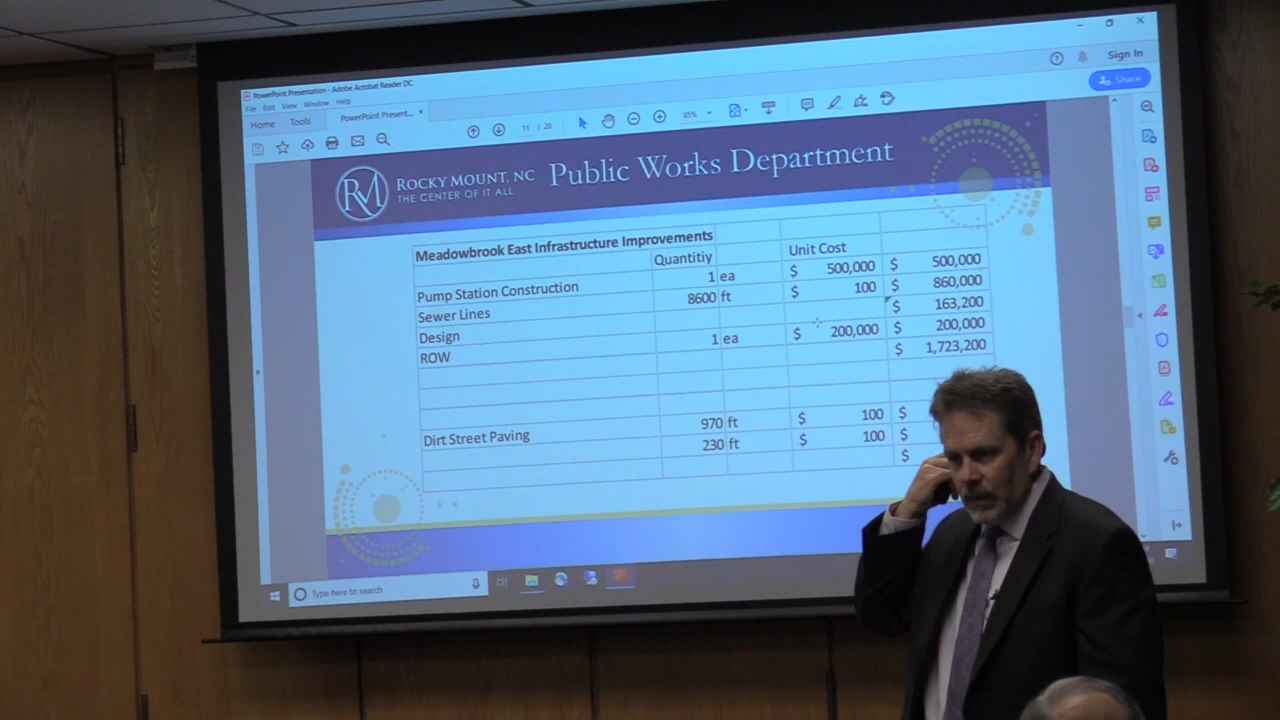 PowerPoint Presentation - Adobe Acrobat Reader DC
File Edit View Window Help
Sign In
Home Tools PowerPoint Present... ×
Share
11 / 20
85%
RM ROCKY MOUNT, NC Public Works Department
THE CENTER OF IT ALL
Meadowbrook East Infrastructure Improvements
Quantitiy Unit Cost
Pump Station Construction 1 ea $ 500,000 $ 500,000
Sewer Lines 8600 ft $ 100 $ 860,000
Design $ 163,200
ROW 1 ea $ 200,000 $ 200,000
$ 1,723,200
Dirt Street Paving 970 ft $ 100 $
230 ft $ 100 $
$
Type here to search